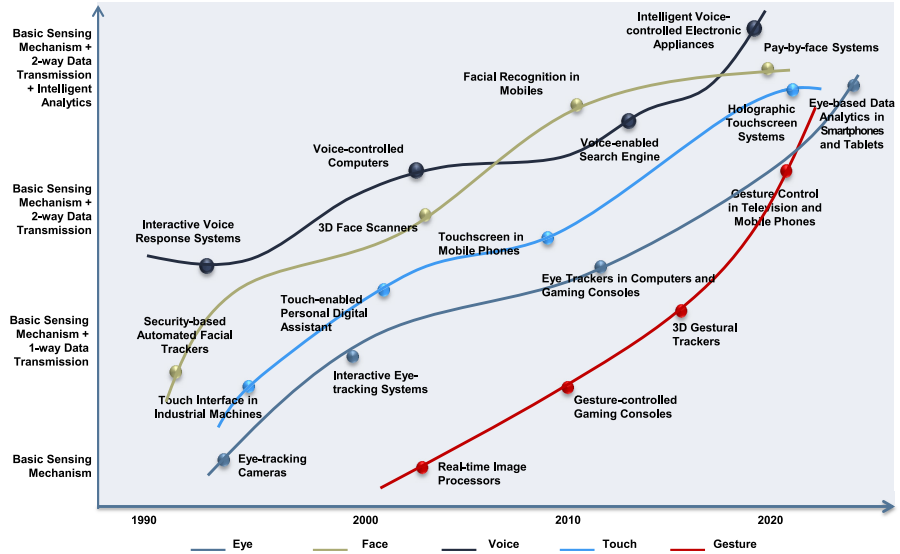 Basic Sensing
Mechanism +
2-way Data
Transmission
+ Intelligent
Analytics
Basic Sensing
Mechanism +
2-way Data
Transmission
Basic Sensing
Mechanism +
1-way Data
Transmission
Basic Sensing
Mechanism
Intelligent Voice-
controlled Electronic
Appliances
Pay-by-face Systems
Facial Recognition in
Mobiles
Holographic
Touchscreen
Systems
Eye-based Data
Analytics in
Smartphones
and Tablets
Voice-controlled
Computers
Voice-enabled
Search Engine
Gesture Control
in Television and
Mobile Phones
Interactive Voice
Response Systems
3D Face Scanners
Touchscreen in
Mobile Phones
Eye Trackers in Computers and
Gaming Consoles
Touch-enabled
Personal Digital
Assistant
Security-based
Automated Facial
Trackers
3D Gestural
Trackers
Interactive Eye-
tracking Systems
Touch Interface in
Industrial Machines
Gesture-controlled
Gaming Consoles
Eye-tracking
Cameras
Real-time Image
Processors
1990
2000
2010
2020
Eye
Face
Voice
Touch
Gesture